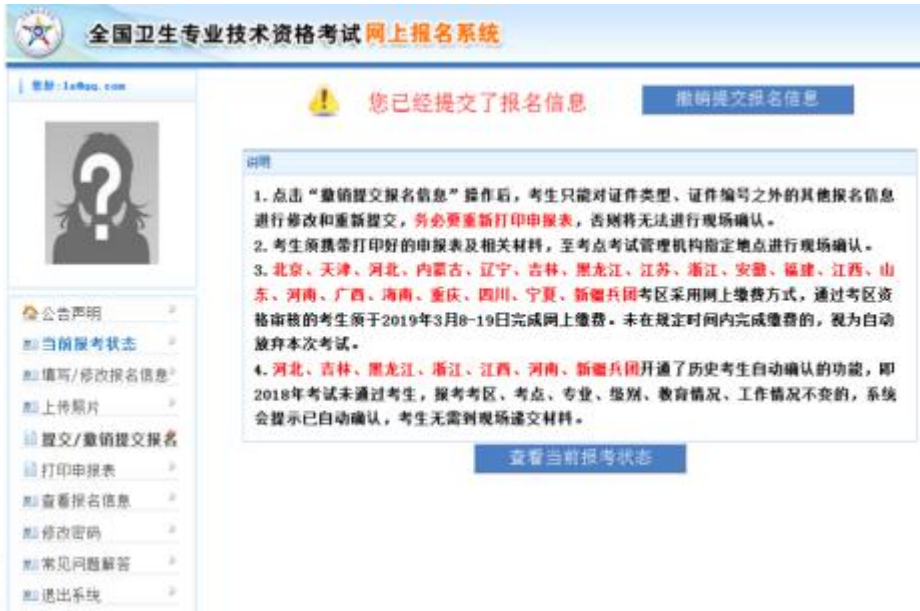 全国卫生专业技术资格考试网上报名系统
您好:1a@qq.com
您已经提交了报名信息
撤销提交报名信息
说明
1.点击“撤销提交报名信息”操作后，考生只能对证件类型、证件编号之外的其他报名信息
进行修改和重新提交，务必要重新打印申报表，否则将无法进行现场确认。
2.考生须携带打印好的申报表及相关材料，至考点考试管理机构指定地点进行现场确认。
3.北京、天津、河北、内蒙古、辽宁、吉林、黑龙江、江苏、浙江、安徽、福建、江西、山
东、河南、广西、海南、重庆、四川、宁夏、新疆兵团考区采用网上缴费方式，通过考区资
格审核的考生须于2019年3月8-19日完成网上缴费。未在规定时间内完成缴费的，视为自动
放弃本次考试。
4.河北、吉林、黑龙江、浙江、江西、河南、新疆兵团开通了历史考生自动确认的功能，即
2018年考试未通过考生，报考考区、考点、专业、级别、教育情况、工作情况不变的，系统
会提示已自动确认，考生无需到现场递交材料。
查看当前报考状态
公告声明
当前报考状态
填写/修改报名信息
上传照片
提交/撤销提交报名
打印申报表
查看报名信息
修改密码
常见问题解答
退出系统